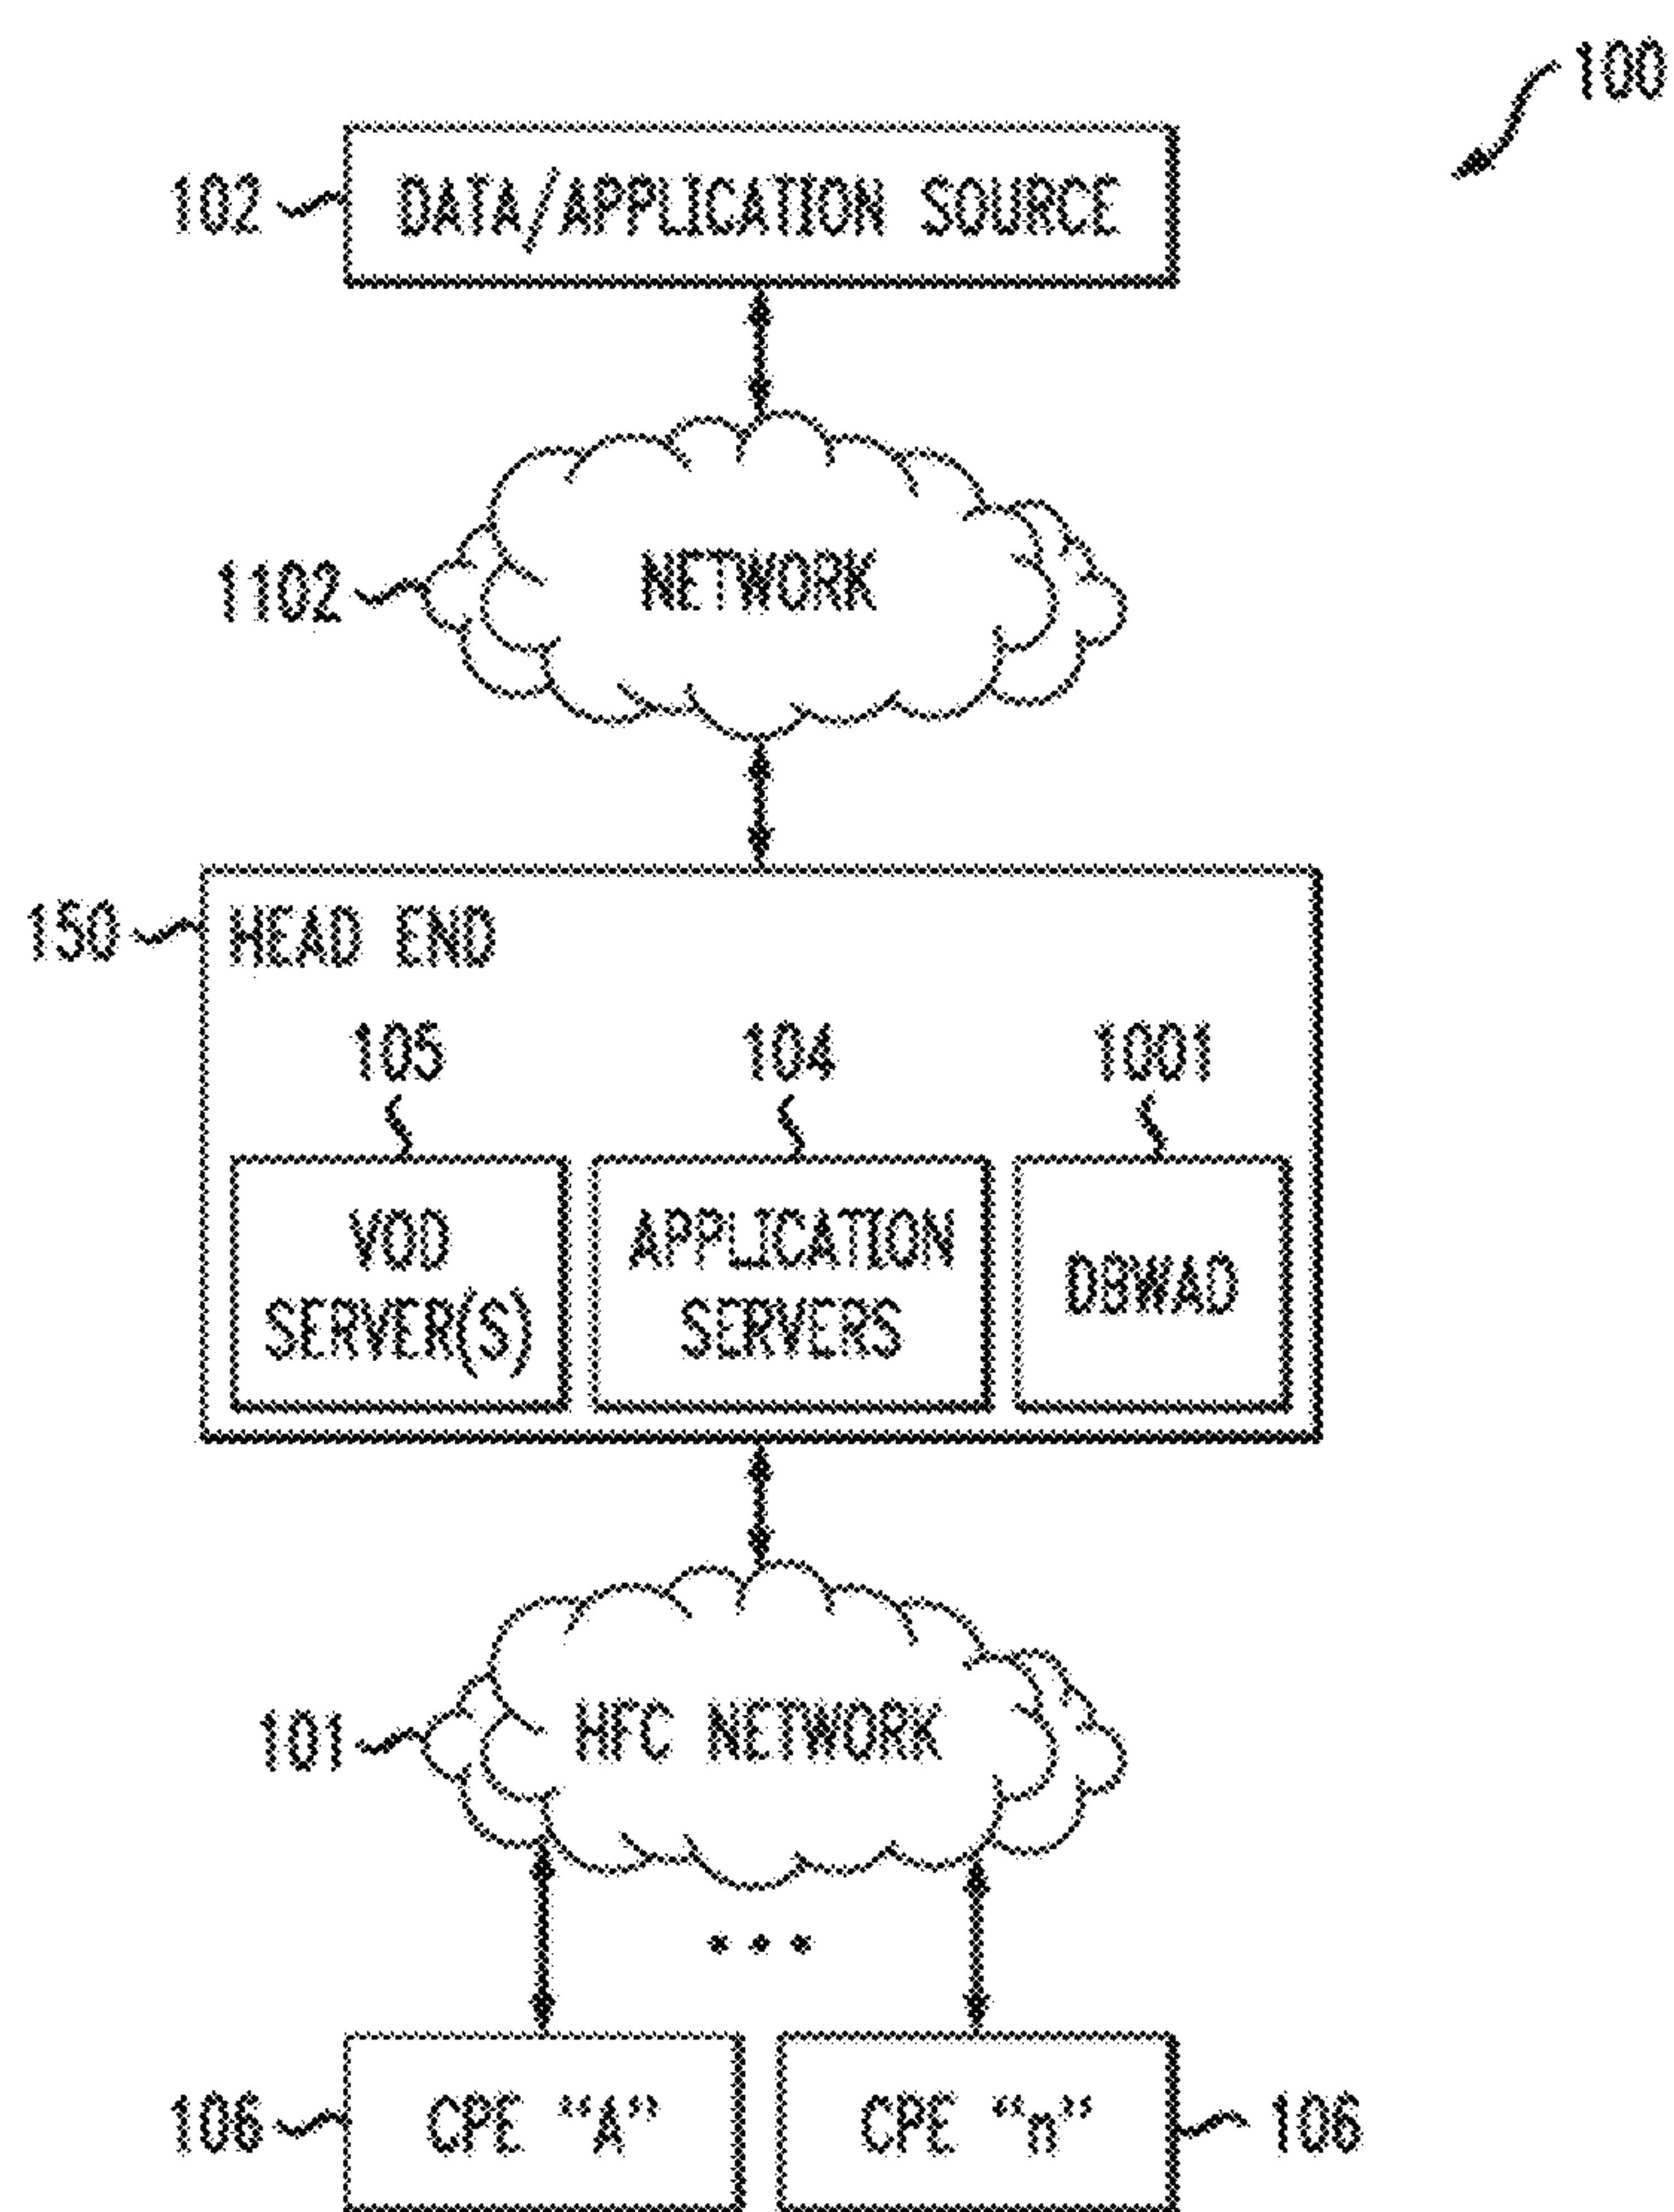 100
102 DATA/APPLICATION SOURCE
1102 NETWORK
150 HEAD END
105 104 1001
VOD SERVER(S)
APPLICATION SERVERS
DBWAD
101 HFC NETWORK
106 CPE "A" CPE "n" 106